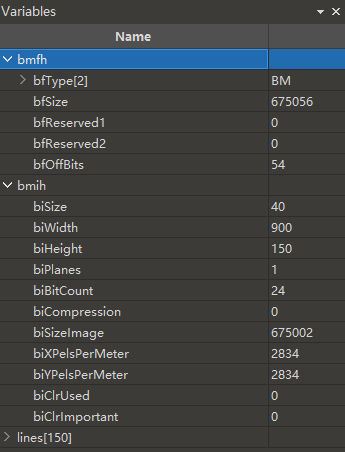 Variables
Name
bmfh
bfType[2] BM
bfSize 675056
bfReserved1 0
bfReserved2 0
bfOffBits 54
bmih
biSize 40
biWidth 900
biHeight 150
biPlanes 1
biBitCount 24
biCompression 0
biSizeImage 675002
biXPelsPerMeter 2834
biYPelsPerMeter 2834
biClrUsed 0
biClrImportant 0
lines[150]